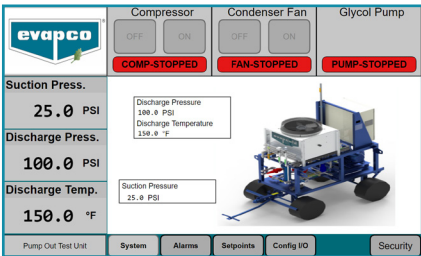 evapco
Compressor
OFF ON
COMP-STOPPED
Condenser Fan
OFF ON
FAN-STOPPED
Glycol Pump
PUMP-STOPPED
Suction Press.
25.0 PSI
Discharge Press.
100.0 PSI
Discharge Temp.
150.0 °F
Discharge Pressure
100.0 PSI
Discharge Temperature
150.0 °F
Suction Pressure
25.0 PSI
Pump Out Test Unit
System Alarms Setpoints Config I/O Security